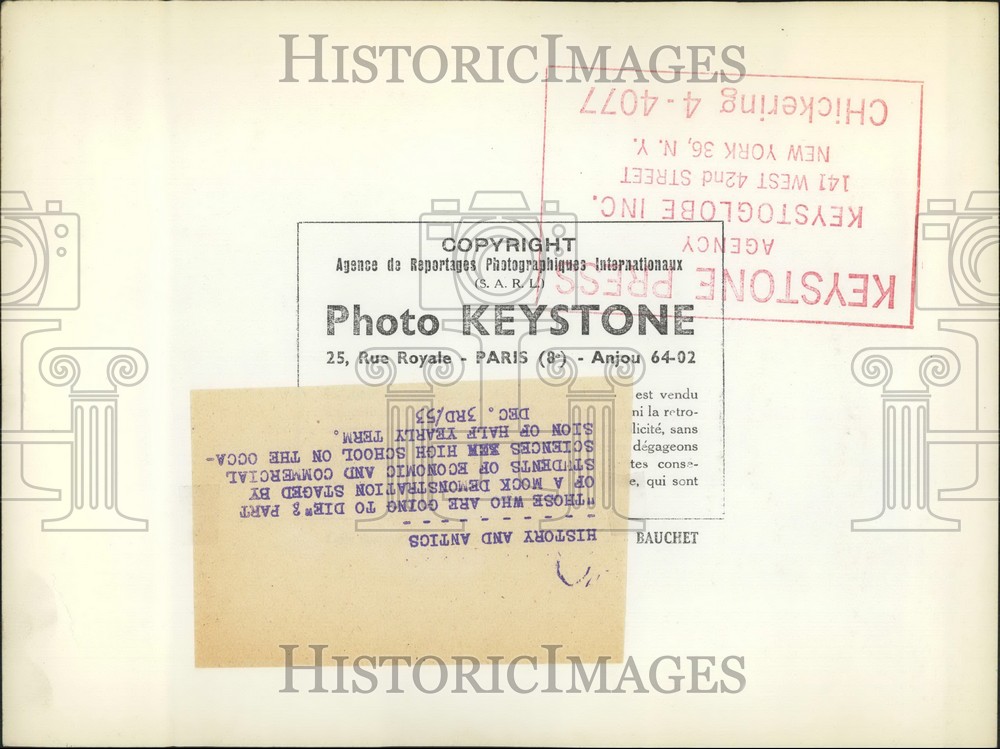 HISTORICIMAGES
KEYSTONE PRESS
AGENCY
KEYSTOGLOBE INC.
141 WEST 42nd STREET
NEW YORK 36, N. Y.
CHickering 4-4077
COPYRIGHT
Agence de Reportages Photographiques Internationaux
(S. A. R. L.)
Photo KEYSTONE
25, Rue Royale - PARIS (8e) - Anjou 64-02
est vendu
ni la retro-
licité, sans
dégageons
tes conse-
e, qui sont
BAUCHET
HISTORY AND ANTICS
- - - - - - - - - -
"THOSE WHO ARE GOING TO DIE"& PART
OF A MOCK DEMONSTRATION STAGED BY
STUDENTS OF ECONOMIC AND COMMERCIAL
SCIENCES HIGH SCHOOL ON THE OCCA-
SION OF HALF YEARLY TERM.
DEC. 3RD/53
HISTORICIMAGES